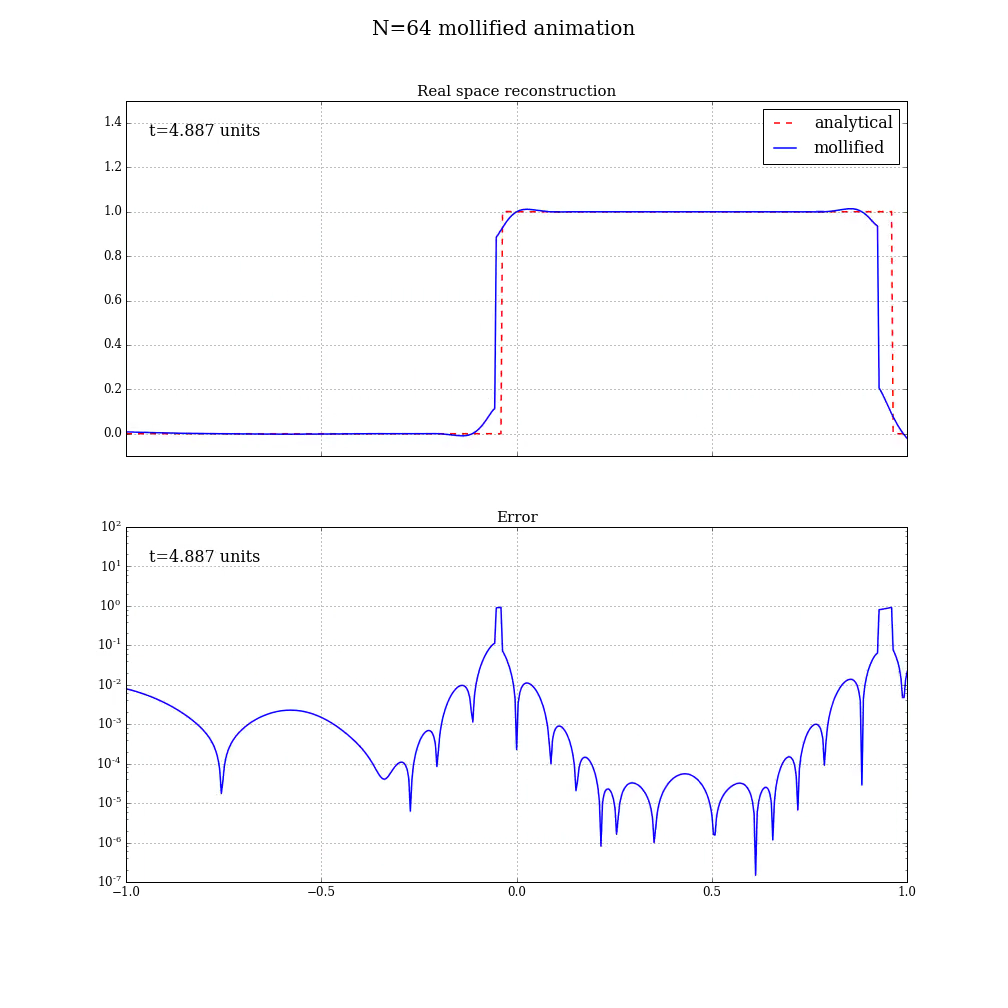 N=64 mollified animation
Real space reconstruction
t=4.887 units
analytical
mollified
1.4
1.2
1.0
0.8
0.6
0.4
0.2
0.0
Error
t=4.887 units
10²
10¹
10⁰
10⁻¹
10⁻²
10⁻³
10⁻⁴
10⁻⁵
10⁻⁶
10⁻⁷
−1.0 −0.5 0.0 0.5 1.0